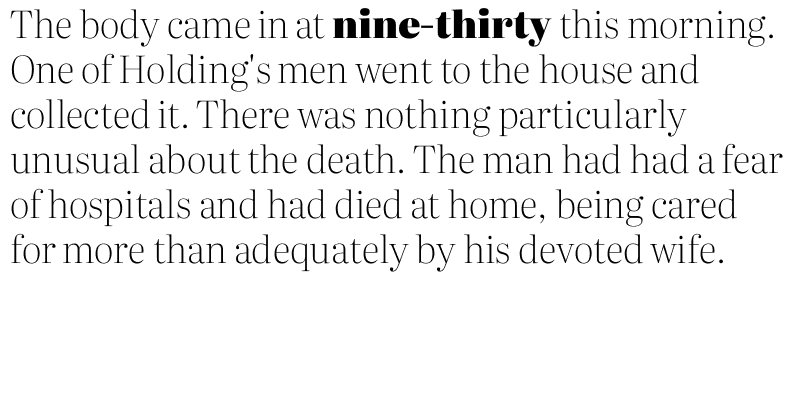 The body came in at nine-thirty this morning.
One of Holding's men went to the house and
collected it. There was nothing particularly
unusual about the death. The man had had a fear
of hospitals and had died at home, being cared
for more than adequately by his devoted wife.